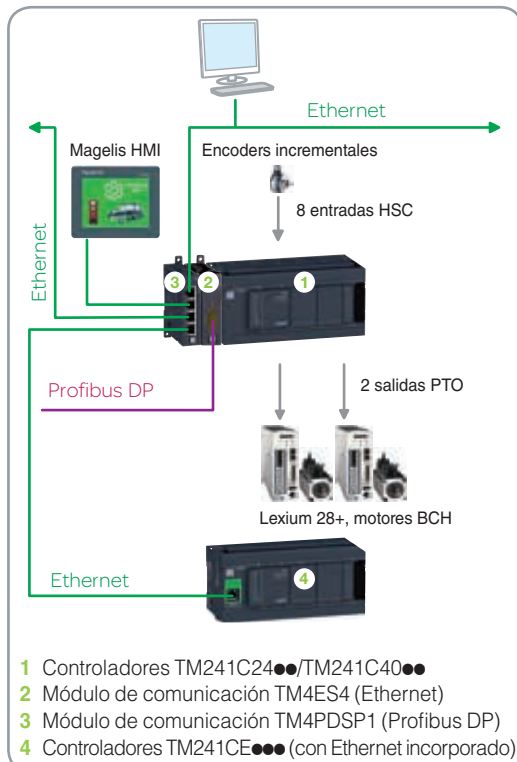 Ethernet
Magelis HMI
Encoders incrementales
8 entradas HSC
Ethernet
3
2
1
Profibus DP
2 salidas PTO
Lexium 28+, motores BCH
Ethernet
4
1 Controladores TM241C24●●/TM241C40●●
2 Módulo de comunicación TM4ES4 (Ethernet)
3 Módulo de comunicación TM4PDSP1 (Profibus DP)
4 Controladores TM241CE●●● (con Ethernet incorporado)